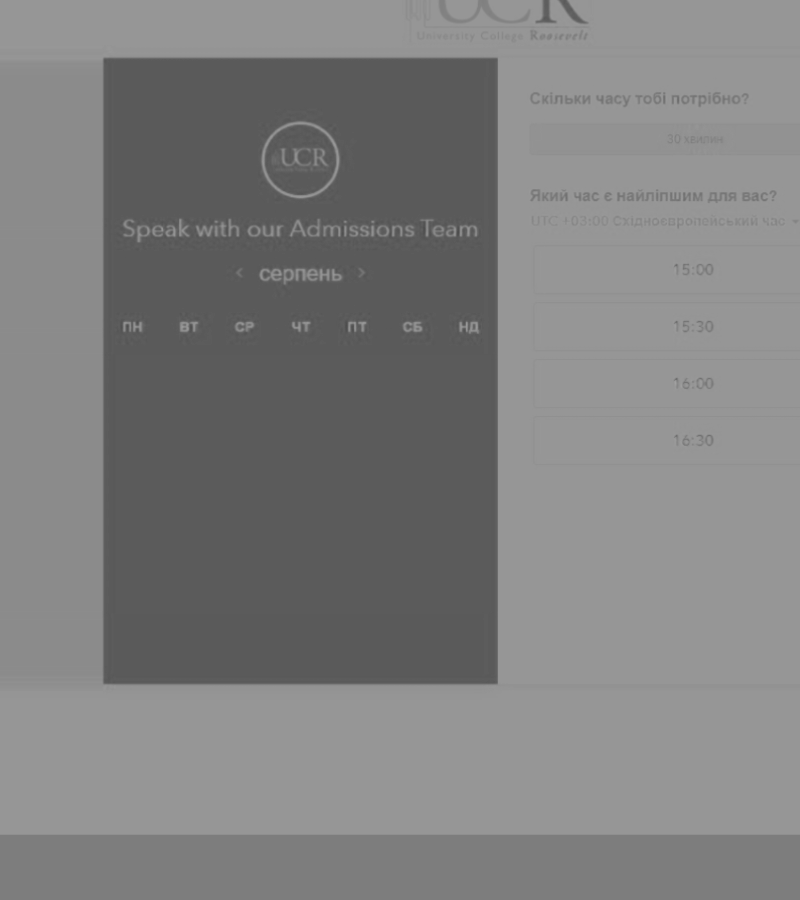 UCR
University College Roosevelt
UCR
Speak with our Admissions Team
‹ серпень ›
ПН ВТ СР ЧТ ПТ СБ НД
Скільки часу тобі потрібно?
30 хвилин
Який час є найліпшим для вас?
UTC +03:00 Східноєвропейський час
15:00
15:30
16:00
16:30